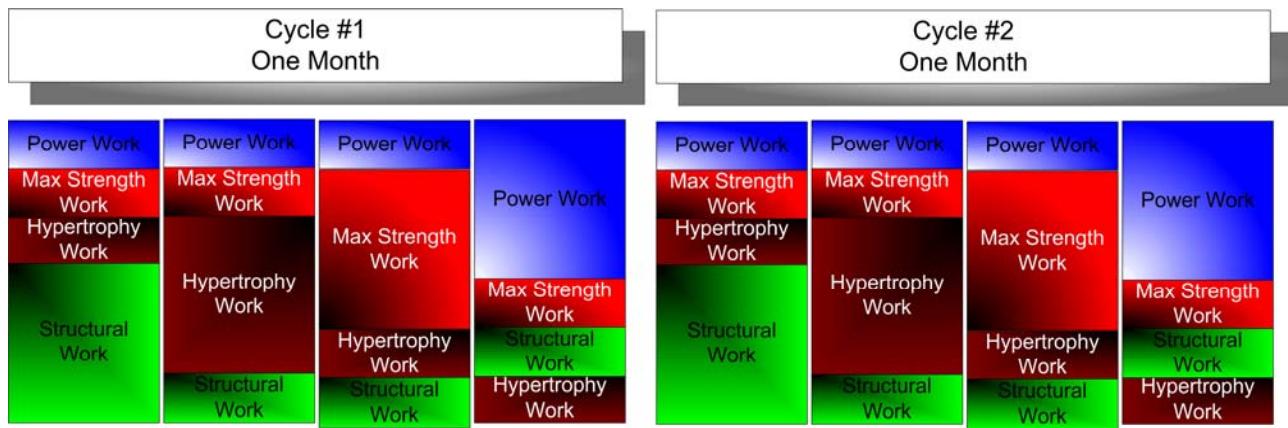 Cycle #1
One Month
Power Work
Max Strength
Work
Hypertrophy
Work
Structural
Work
Power Work
Max Strength
Work
Hypertrophy
Work
Structural
Work
Power Work
Max Strength
Work
Hypertrophy
Work
Structural
Work
Power Work
Max Strength
Work
Structural
Work
Hypertrophy
Work
Cycle #2
One Month
Power Work
Max Strength
Work
Hypertrophy
Work
Structural
Work
Power Work
Max Strength
Work
Hypertrophy
Work
Structural
Work
Power Work
Max Strength
Work
Hypertrophy
Work
Structural
Work
Power Work
Max Strength
Work
Structural
Work
Hypertrophy
Work